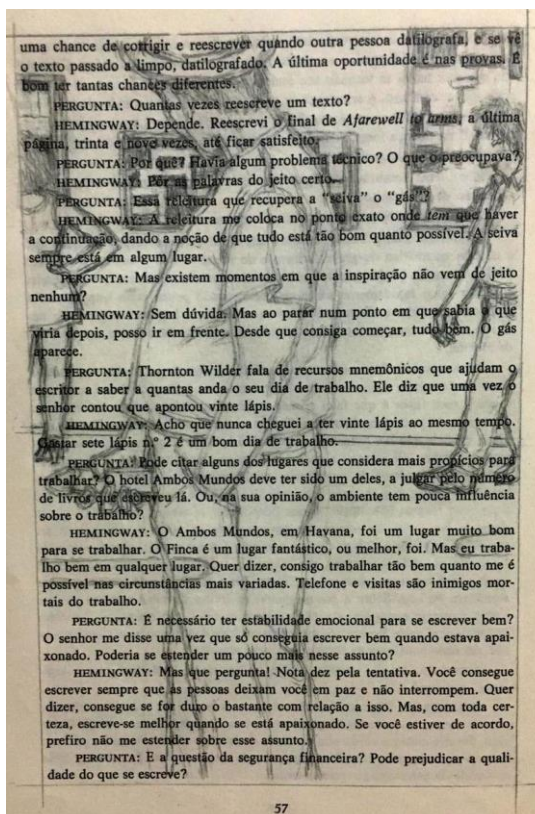 uma chance de corrigir e reescrever quando outra pessoa datilografa, e se vê
o texto passado a limpo, datilografado. A última oportunidade é nas provas. É
bom ter tantas chances diferentes.
PERGUNTA: Quantas vezes reescreve um texto?
HEMINGWAY: Depende. Reescrevi o final de Afarewell to arms, a última
página, trinta e nove vezes, até ficar satisfeito.
PERGUNTA: Por quê? Havia algum problema técnico? O que o preocupava?
HEMINGWAY: Pôr as palavras do jeito certo.
PERGUNTA: Essa releitura que recupera a “seiva” o “gás”?
HEMINGWAY: A releitura me coloca no ponto exato onde tem que haver
a continuação, dando a noção de que tudo está tão bom quanto possível. A seiva
sempre está em algum lugar.
PERGUNTA: Mas existem momentos em que a inspiração não vem de jeito
nenhum?
HEMINGWAY: Sem dúvida. Mas ao parar num ponto em que sabia o que
viria depois, posso ir em frente. Desde que consiga começar, tudo bem. O gás
aparece.
PERGUNTA: Thornton Wilder fala de recursos mnemônicos que ajudam o
escritor a saber a quantas anda o seu dia de trabalho. Ele diz que uma vez o
senhor contou que apontou vinte lápis.
HEMINGWAY: Acho que nunca cheguei a ter vinte lápis ao mesmo tempo.
Gastar sete lápis n.º 2 é um bom dia de trabalho.
PERGUNTA: Pode citar alguns dos lugares que considera mais propícios para
trabalhar? O hotel Ambos Mundos deve ter sido um deles, a julgar pelo número
de livros que escreveu lá. Ou, na sua opinião, o ambiente tem pouca influência
sobre o trabalho?
HEMINGWAY: O Ambos Mundos, em Havana, foi um lugar muito bom
para se trabalhar. O Finca é um lugar fantástico, ou melhor, foi. Mas eu traba-
lho bem em qualquer lugar. Quer dizer, consigo trabalhar tão bem quanto me é
possível nas circunstâncias mais variadas. Telefone e visitas são inimigos mor-
tais do trabalho.
PERGUNTA: É necessário ter estabilidade emocional para se escrever bem?
O senhor me disse uma vez que só conseguia escrever bem quando estava apai-
xonado. Poderia se estender um pouco mais nesse assunto?
HEMINGWAY: Mas que pergunta! Nota dez pela tentativa. Você consegue
escrever sempre que as pessoas deixam você em paz e não interrompem. Quer
dizer, consegue se for duro o bastante com relação a isso. Mas, com toda cer-
teza, escreve-se melhor quando se está apaixonado. Se você estiver de acordo,
prefiro não me estender sobre esse assunto.
PERGUNTA: E a questão da segurança financeira? Pode prejudicar a quali-
dade do que se escreve?
57